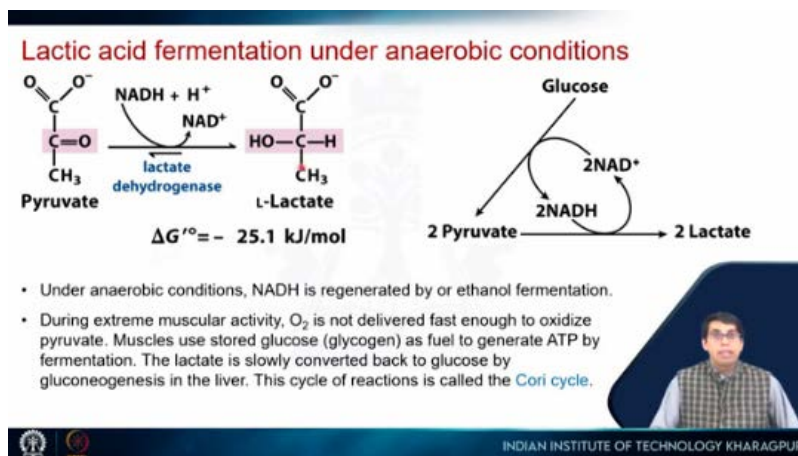 Lactic acid fermentation under anaerobic conditions
O O⁻
C
C=O
CH₃
Pyruvate
NADH + H⁺
NAD⁺
lactate
dehydrogenase
O O⁻
C
HO—C—H
CH₃
L-Lactate
ΔG'°= – 25.1 kJ/mol
Glucose
2NAD⁺
2NADH
2 Pyruvate
2 Lactate
• Under anaerobic conditions, NADH is regenerated by or ethanol fermentation.
• During extreme muscular activity, O₂ is not delivered fast enough to oxidize
pyruvate. Muscles use stored glucose (glycogen) as fuel to generate ATP by
fermentation. The lactate is slowly converted back to glucose by
gluconeogenesis in the liver. This cycle of reactions is called the Cori cycle.
INDIAN INSTITUTE OF TECHNOLOGY KHARAGPUR